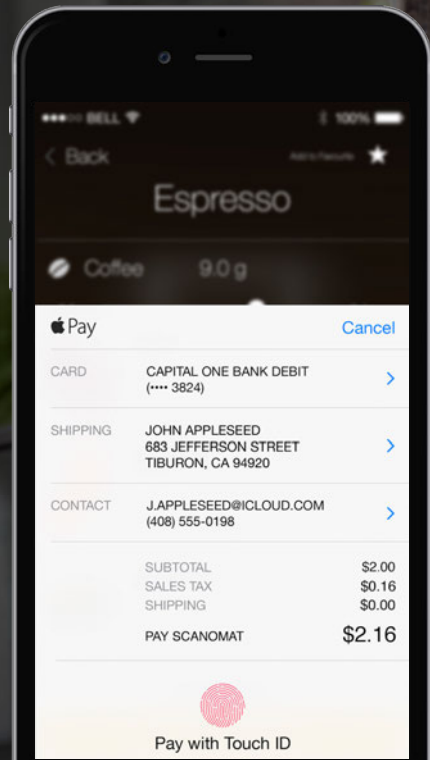 BELL 100%
Back Add to Favourite
Espresso
Coffee 9.0 g
Pay Cancel
CARD CAPITAL ONE BANK DEBIT
(•••• 3824)
SHIPPING JOHN APPLESEED
683 JEFFERSON STREET
TIBURON, CA 94920
CONTACT J.APPLESEED@ICLOUD.COM
(408) 555-0198
SUBTOTAL $2.00
SALES TAX $0.16
SHIPPING $0.00
PAY SCANOMAT $2.16
Pay with Touch ID